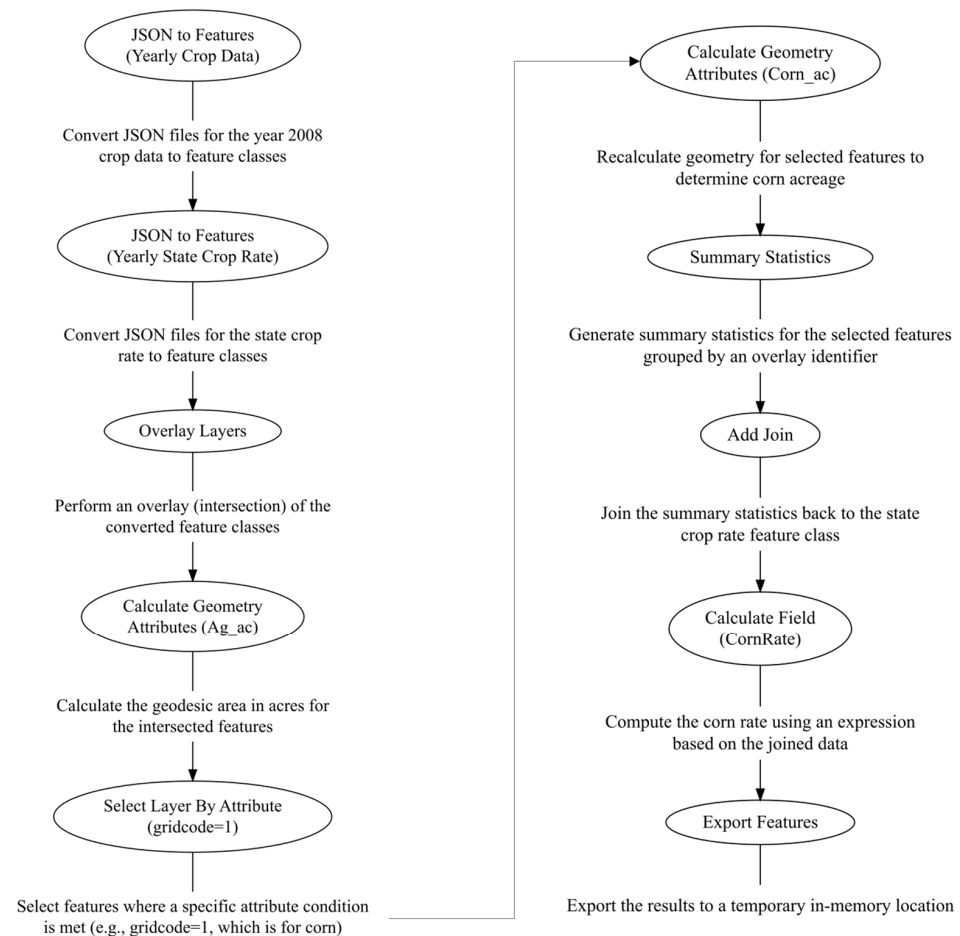 JSON to Features
(Yearly Crop Data)
Convert JSON files for the year 2008
crop data to feature classes
JSON to Features
(Yearly State Crop Rate)
Convert JSON files for the state crop
rate to feature classes
Overlay Layers
Perform an overlay (intersection) of the
converted feature classes
Calculate Geometry
Attributes (Ag_ac)
Calculate the geodesic area in acres for
the intersected features
Select Layer By Attribute
(gridcode=1)
Select features where a specific attribute condition
is met (e.g., gridcode=1, which is for corn)
Calculate Geometry
Attributes (Corn_ac)
Recalculate geometry for selected features to
determine corn acreage
Summary Statistics
Generate summary statistics for the selected features
grouped by an overlay identifier
Add Join
Join the summary statistics back to the state
crop rate feature class
Calculate Field
(CornRate)
Compute the corn rate using an expression
based on the joined data
Export Features
Export the results to a temporary in-memory location